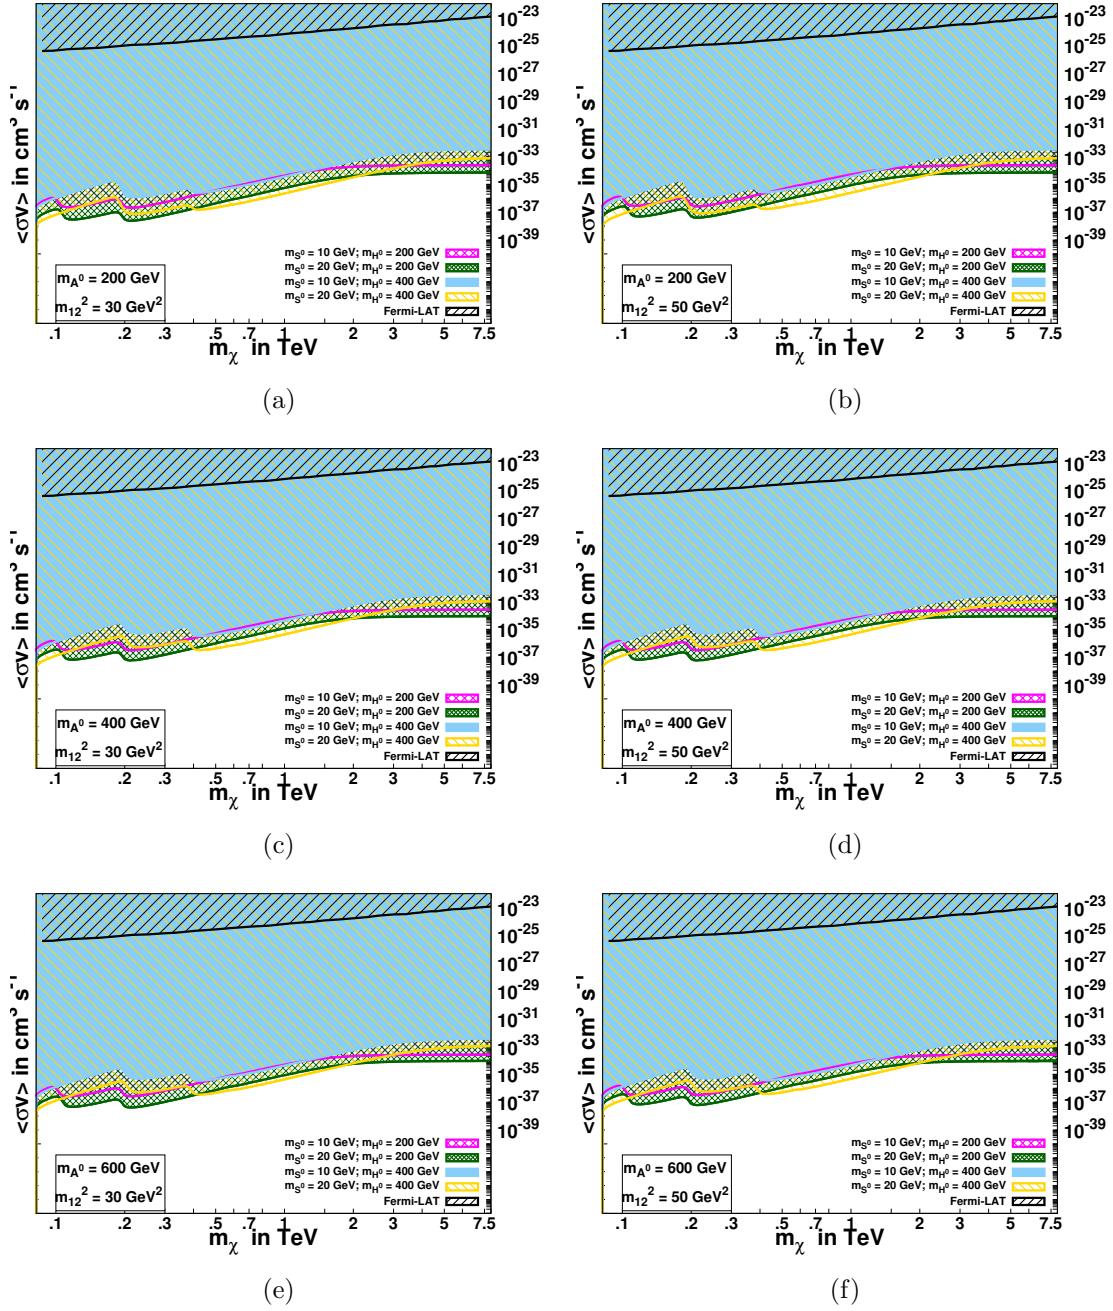 10⁻²³
10⁻²⁵
10⁻²⁷
10⁻²⁹
10⁻³¹
10⁻³³
10⁻³⁵
10⁻³⁷
10⁻³⁹
<σv> in cm³ s⁻¹
m_S⁰ = 10 GeV; m_H⁰ = 200 GeV
m_S⁰ = 20 GeV; m_H⁰ = 200 GeV
m_S⁰ = 10 GeV; m_H⁰ = 400 GeV
m_S⁰ = 20 GeV; m_H⁰ = 400 GeV
Fermi-LAT
m_A⁰ = 200 GeV
m₁₂² = 30 GeV²
.1 .2 .3 .5 .7 1 2 3 5 7.5
m_χ in TeV
(a)
10⁻²³
10⁻²⁵
10⁻²⁷
10⁻²⁹
10⁻³¹
10⁻³³
10⁻³⁵
10⁻³⁷
10⁻³⁹
<σv> in cm³ s⁻¹
m_S⁰ = 10 GeV; m_H⁰ = 200 GeV
m_S⁰ = 20 GeV; m_H⁰ = 200 GeV
m_S⁰ = 10 GeV; m_H⁰ = 400 GeV
m_S⁰ = 20 GeV; m_H⁰ = 400 GeV
Fermi-LAT
m_A⁰ = 200 GeV
m₁₂² = 50 GeV²
.1 .2 .3 .5 .7 1 2 3 5 7.5
m_χ in TeV
(b)
10⁻²³
10⁻²⁵
10⁻²⁷
10⁻²⁹
10⁻³¹
10⁻³³
10⁻³⁵
10⁻³⁷
10⁻³⁹
<σv> in cm³ s⁻¹
m_S⁰ = 10 GeV; m_H⁰ = 200 GeV
m_S⁰ = 20 GeV; m_H⁰ = 200 GeV
m_S⁰ = 10 GeV; m_H⁰ = 400 GeV
m_S⁰ = 20 GeV; m_H⁰ = 400 GeV
Fermi-LAT
m_A⁰ = 400 GeV
m₁₂² = 30 GeV²
.1 .2 .3 .5 .7 1 2 3 5 7.5
m_χ in TeV
(c)
10⁻²³
10⁻²⁵
10⁻²⁷
10⁻²⁹
10⁻³¹
10⁻³³
10⁻³⁵
10⁻³⁷
10⁻³⁹
<σv> in cm³ s⁻¹
m_S⁰ = 10 GeV; m_H⁰ = 200 GeV
m_S⁰ = 20 GeV; m_H⁰ = 200 GeV
m_S⁰ = 10 GeV; m_H⁰ = 400 GeV
m_S⁰ = 20 GeV; m_H⁰ = 400 GeV
Fermi-LAT
m_A⁰ = 400 GeV
m₁₂² = 50 GeV²
.1 .2 .3 .5 .7 1 2 3 5 7.5
m_χ in TeV
(d)
10⁻²³
10⁻²⁵
10⁻²⁷
10⁻²⁹
10⁻³¹
10⁻³³
10⁻³⁵
10⁻³⁷
10⁻³⁹
<σv> in cm³ s⁻¹
m_S⁰ = 10 GeV; m_H⁰ = 200 GeV
m_S⁰ = 20 GeV; m_H⁰ = 200 GeV
m_S⁰ = 10 GeV; m_H⁰ = 400 GeV
m_S⁰ = 20 GeV; m_H⁰ = 400 GeV
Fermi-LAT
m_A⁰ = 600 GeV
m₁₂² = 30 GeV²
.1 .2 .3 .5 .7 1 2 3 5 7.5
m_χ in TeV
(e)
10⁻²³
10⁻²⁵
10⁻²⁷
10⁻²⁹
10⁻³¹
10⁻³³
10⁻³⁵
10⁻³⁷
10⁻³⁹
<σv> in cm³ s⁻¹
m_S⁰ = 10 GeV; m_H⁰ = 200 GeV
m_S⁰ = 20 GeV; m_H⁰ = 200 GeV
m_S⁰ = 10 GeV; m_H⁰ = 400 GeV
m_S⁰ = 20 GeV; m_H⁰ = 400 GeV
Fermi-LAT
m_A⁰ = 600 GeV
m₁₂² = 50 GeV²
.1 .2 .3 .5 .7 1 2 3 5 7.5
m_χ in TeV
(f)